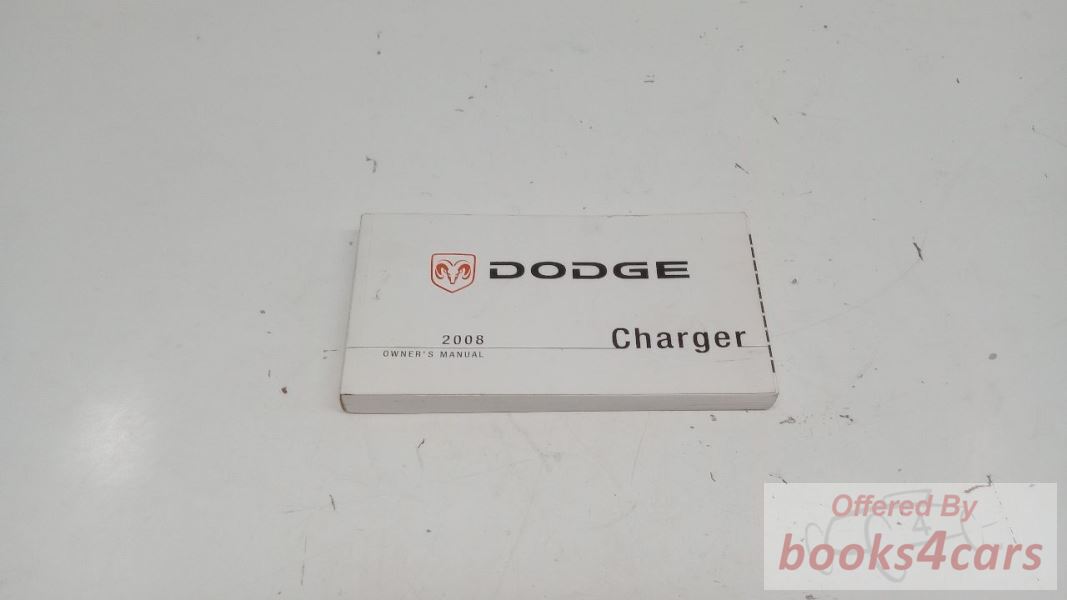 DODGE
2008
Charger
OWNER'S MANUAL
Offered By
books4cars